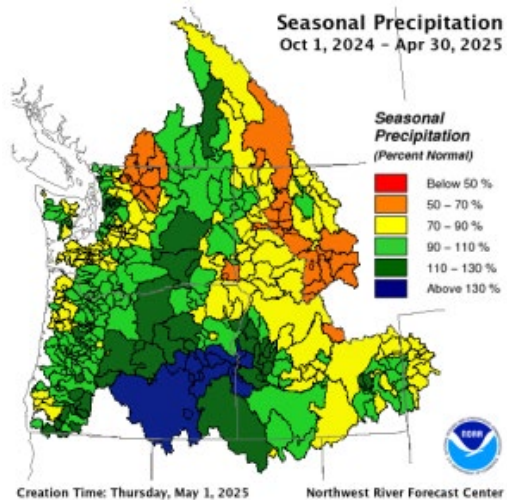 Seasonal Precipitation
Oct 1, 2024 – Apr 30, 2025
Seasonal
Precipitation
(Percent Normal)
Below 50 %
50 – 70 %
70 – 90 %
90 – 110 %
110 – 130 %
Above 130 %
NOAA
Creation Time: Thursday, May 1, 2025
Northwest River Forecast Center